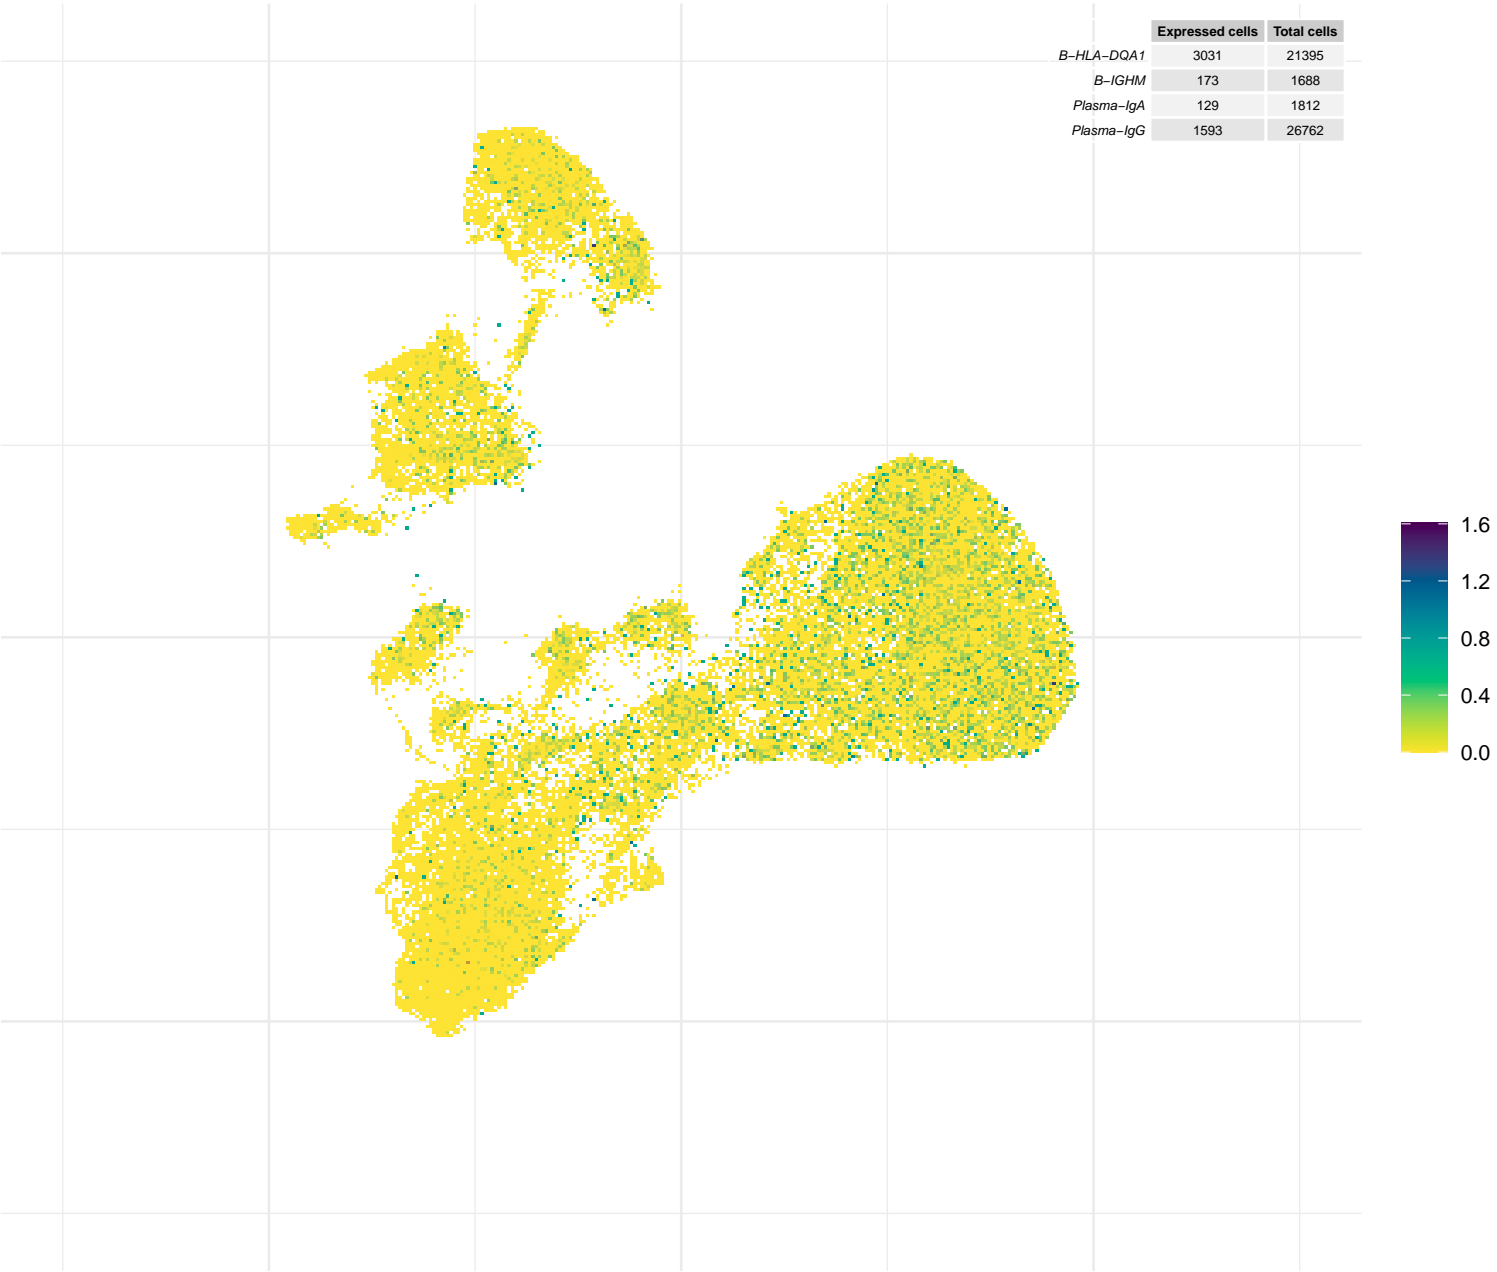 Expressed cells Total cells
B−HLA−DQA1 3031 21395
B−IGHM 173 1688
Plasma−IgA 129 1812
Plasma−IgG 1593 26762
1.6
1.2
0.8
0.4
0.0